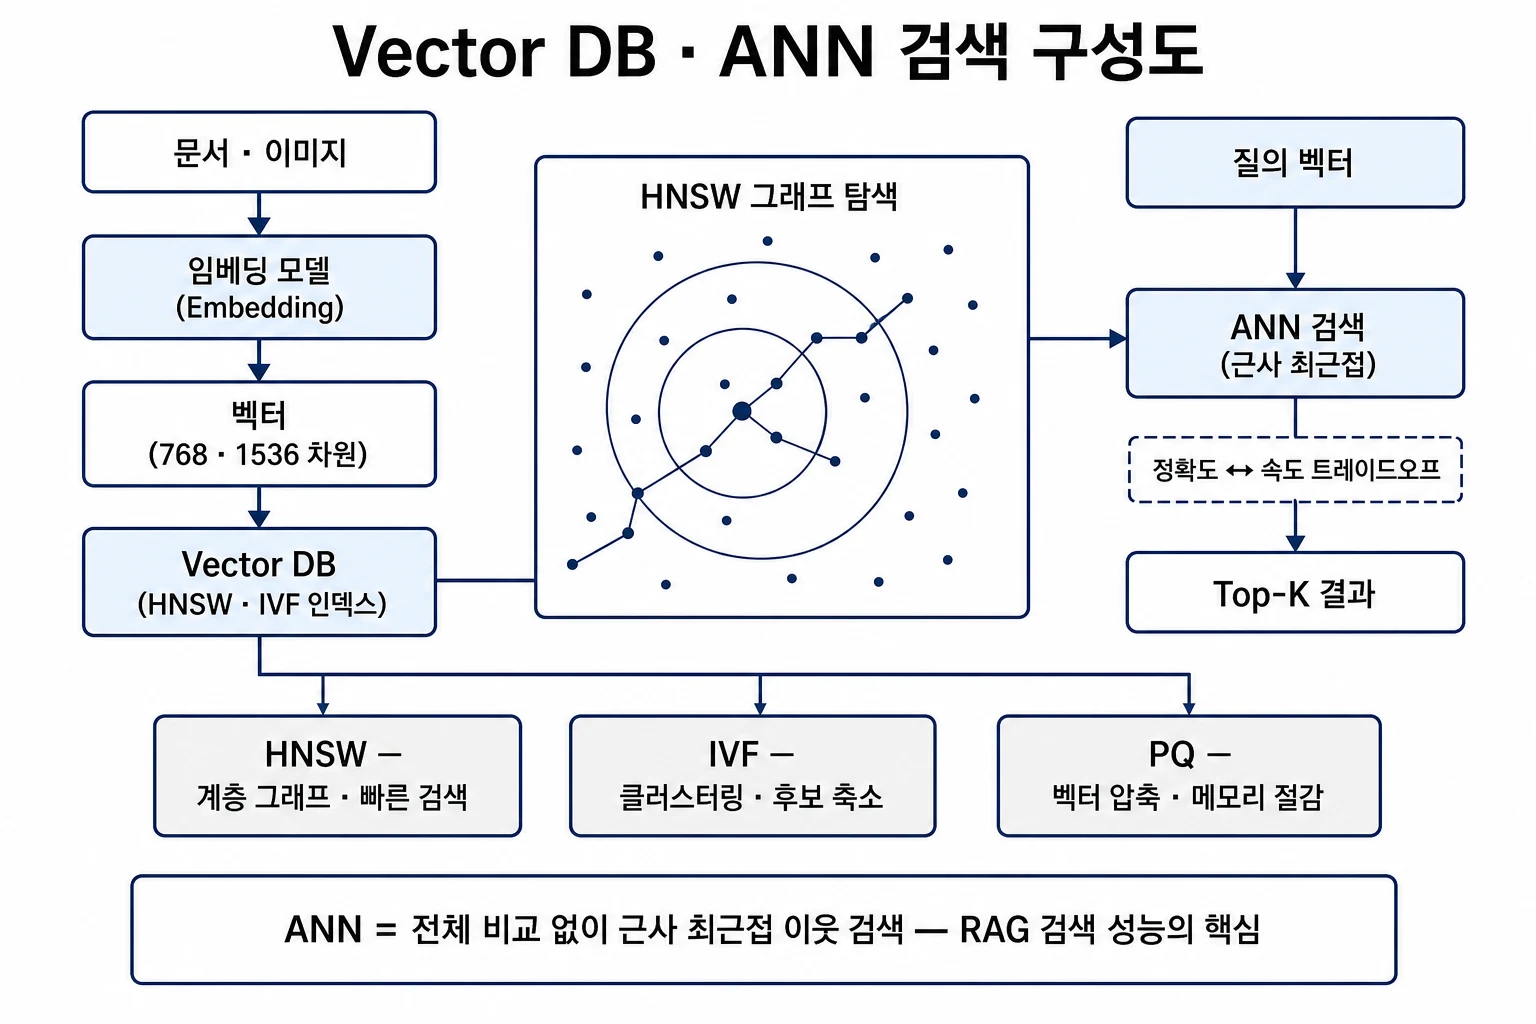 Vector DB · ANN 검색 구성도
문서 · 이미지
임베딩 모델
(Embedding)
벡터
(768 · 1536 차원)
Vector DB
(HNSW · IVF 인덱스)
HNSW 그래프 탐색
질의 벡터
ANN 검색
(근사 최근접)
정확도 ↔ 속도 트레이드오프
Top-K 결과
HNSW –
계층 그래프 · 빠른 검색
IVF –
클러스터링 · 후보 축소
PQ –
벡터 압축 · 메모리 절감
ANN = 전체 비교 없이 근사 최근접 이웃 검색 — RAG 검색 성능의 핵심